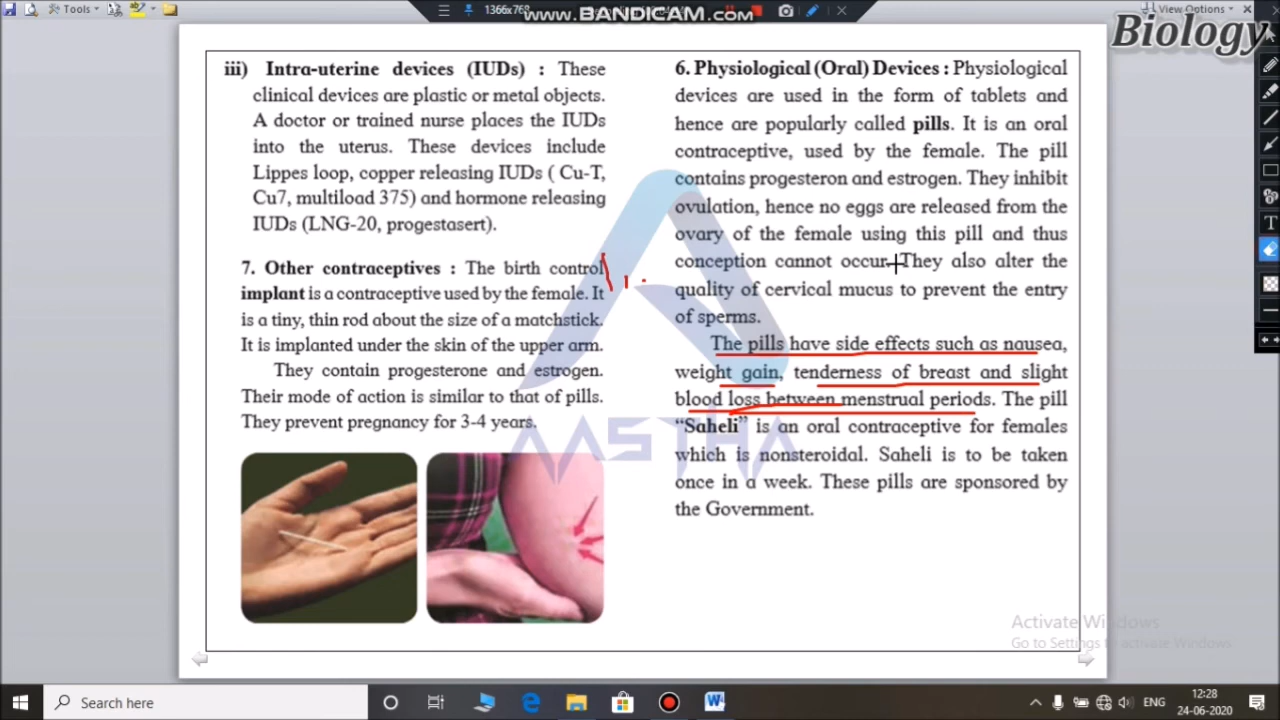 Tools
1366x768
www.BANDICAM.com
View Options
Biology
iii) Intra-uterine devices (IUDs) : These
clinical devices are plastic or metal objects.
A doctor or trained nurse places the IUDs
into the uterus. These devices include
Lippes loop, copper releasing IUDs ( Cu-T,
Cu7, multiload 375) and hormone releasing
IUDs (LNG-20, progestasert).
7. Other contraceptives : The birth control
implant is a contraceptive used by the female. It
is a tiny, thin rod about the size of a matchstick.
It is implanted under the skin of the upper arm.
They contain progesterone and estrogen.
Their mode of action is similar to that of pills.
They prevent pregnancy for 3-4 years.
6. Physiological (Oral) Devices : Physiological
devices are used in the form of tablets and
hence are popularly called pills. It is an oral
contraceptive, used by the female. The pill
contains progesteron and estrogen. They inhibit
ovulation, hence no eggs are released from the
ovary of the female using this pill and thus
conception cannot occur. They also alter the
quality of cervical mucus to prevent the entry
of sperms.
The pills have side effects such as nausea,
weight gain, tenderness of breast and slight
blood loss between menstrual periods. The pill
“Saheli” is an oral contraceptive for females
which is nonsteroidal. Saheli is to be taken
once in a week. These pills are sponsored by
the Government.
AASTHA
Activate Windows
Go to Settings to activate Windows.
Search here
ENG
12:28
24-06-2020